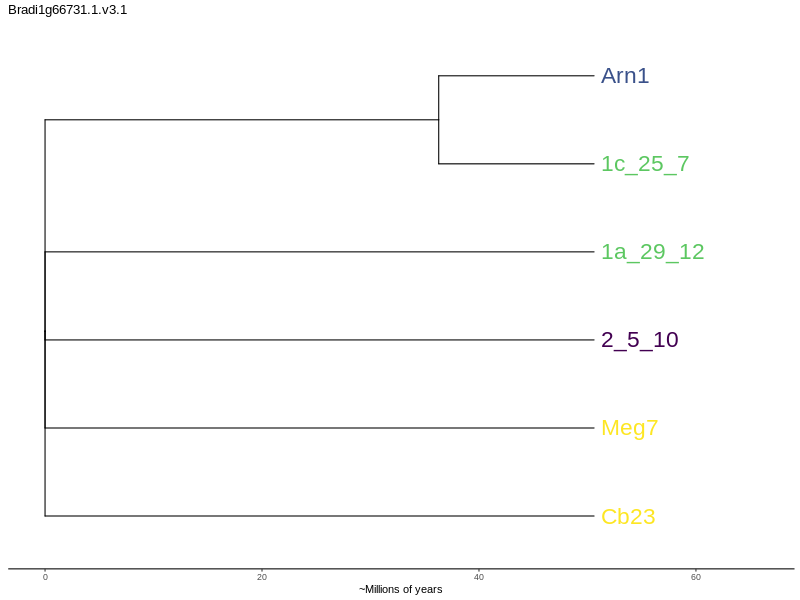 Bradi1g66731.1.v3.1
Arn1
1c_25_7
1a_29_12
2_5_10
Meg7
Cb23
0 20 40 60
~Millions of years